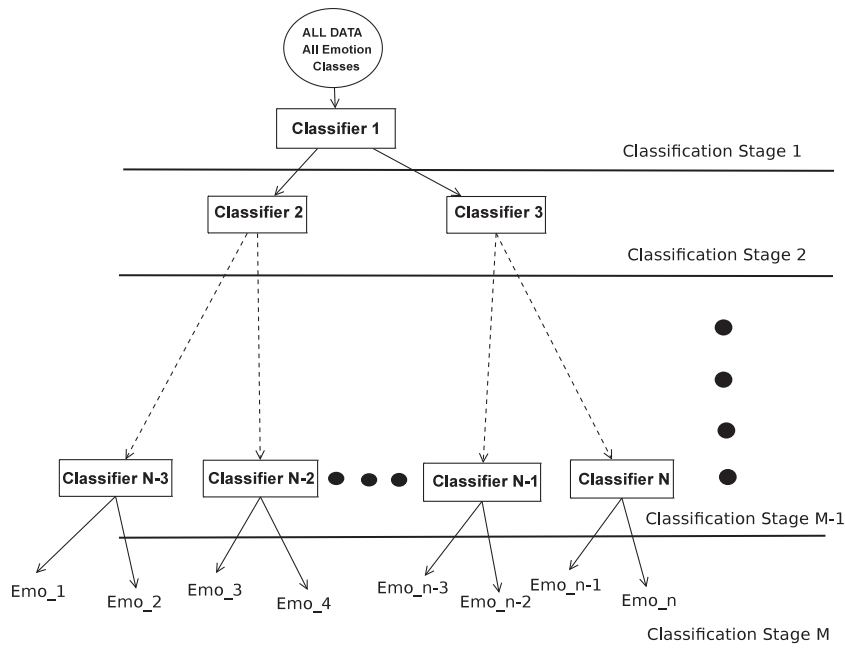 ALL DATA
All Emotion
Classes
Classifier 1
Classification Stage 1
Classifier 2
Classifier 3
Classification Stage 2
Classifier N-3
Classifier N-2
Classifier N-1
Classifier N
Classification Stage M-1
Emo_1
Emo_2
Emo_3
Emo_4
Emo_n-3
Emo_n-2
Emo_n-1
Emo_n
Classification Stage M